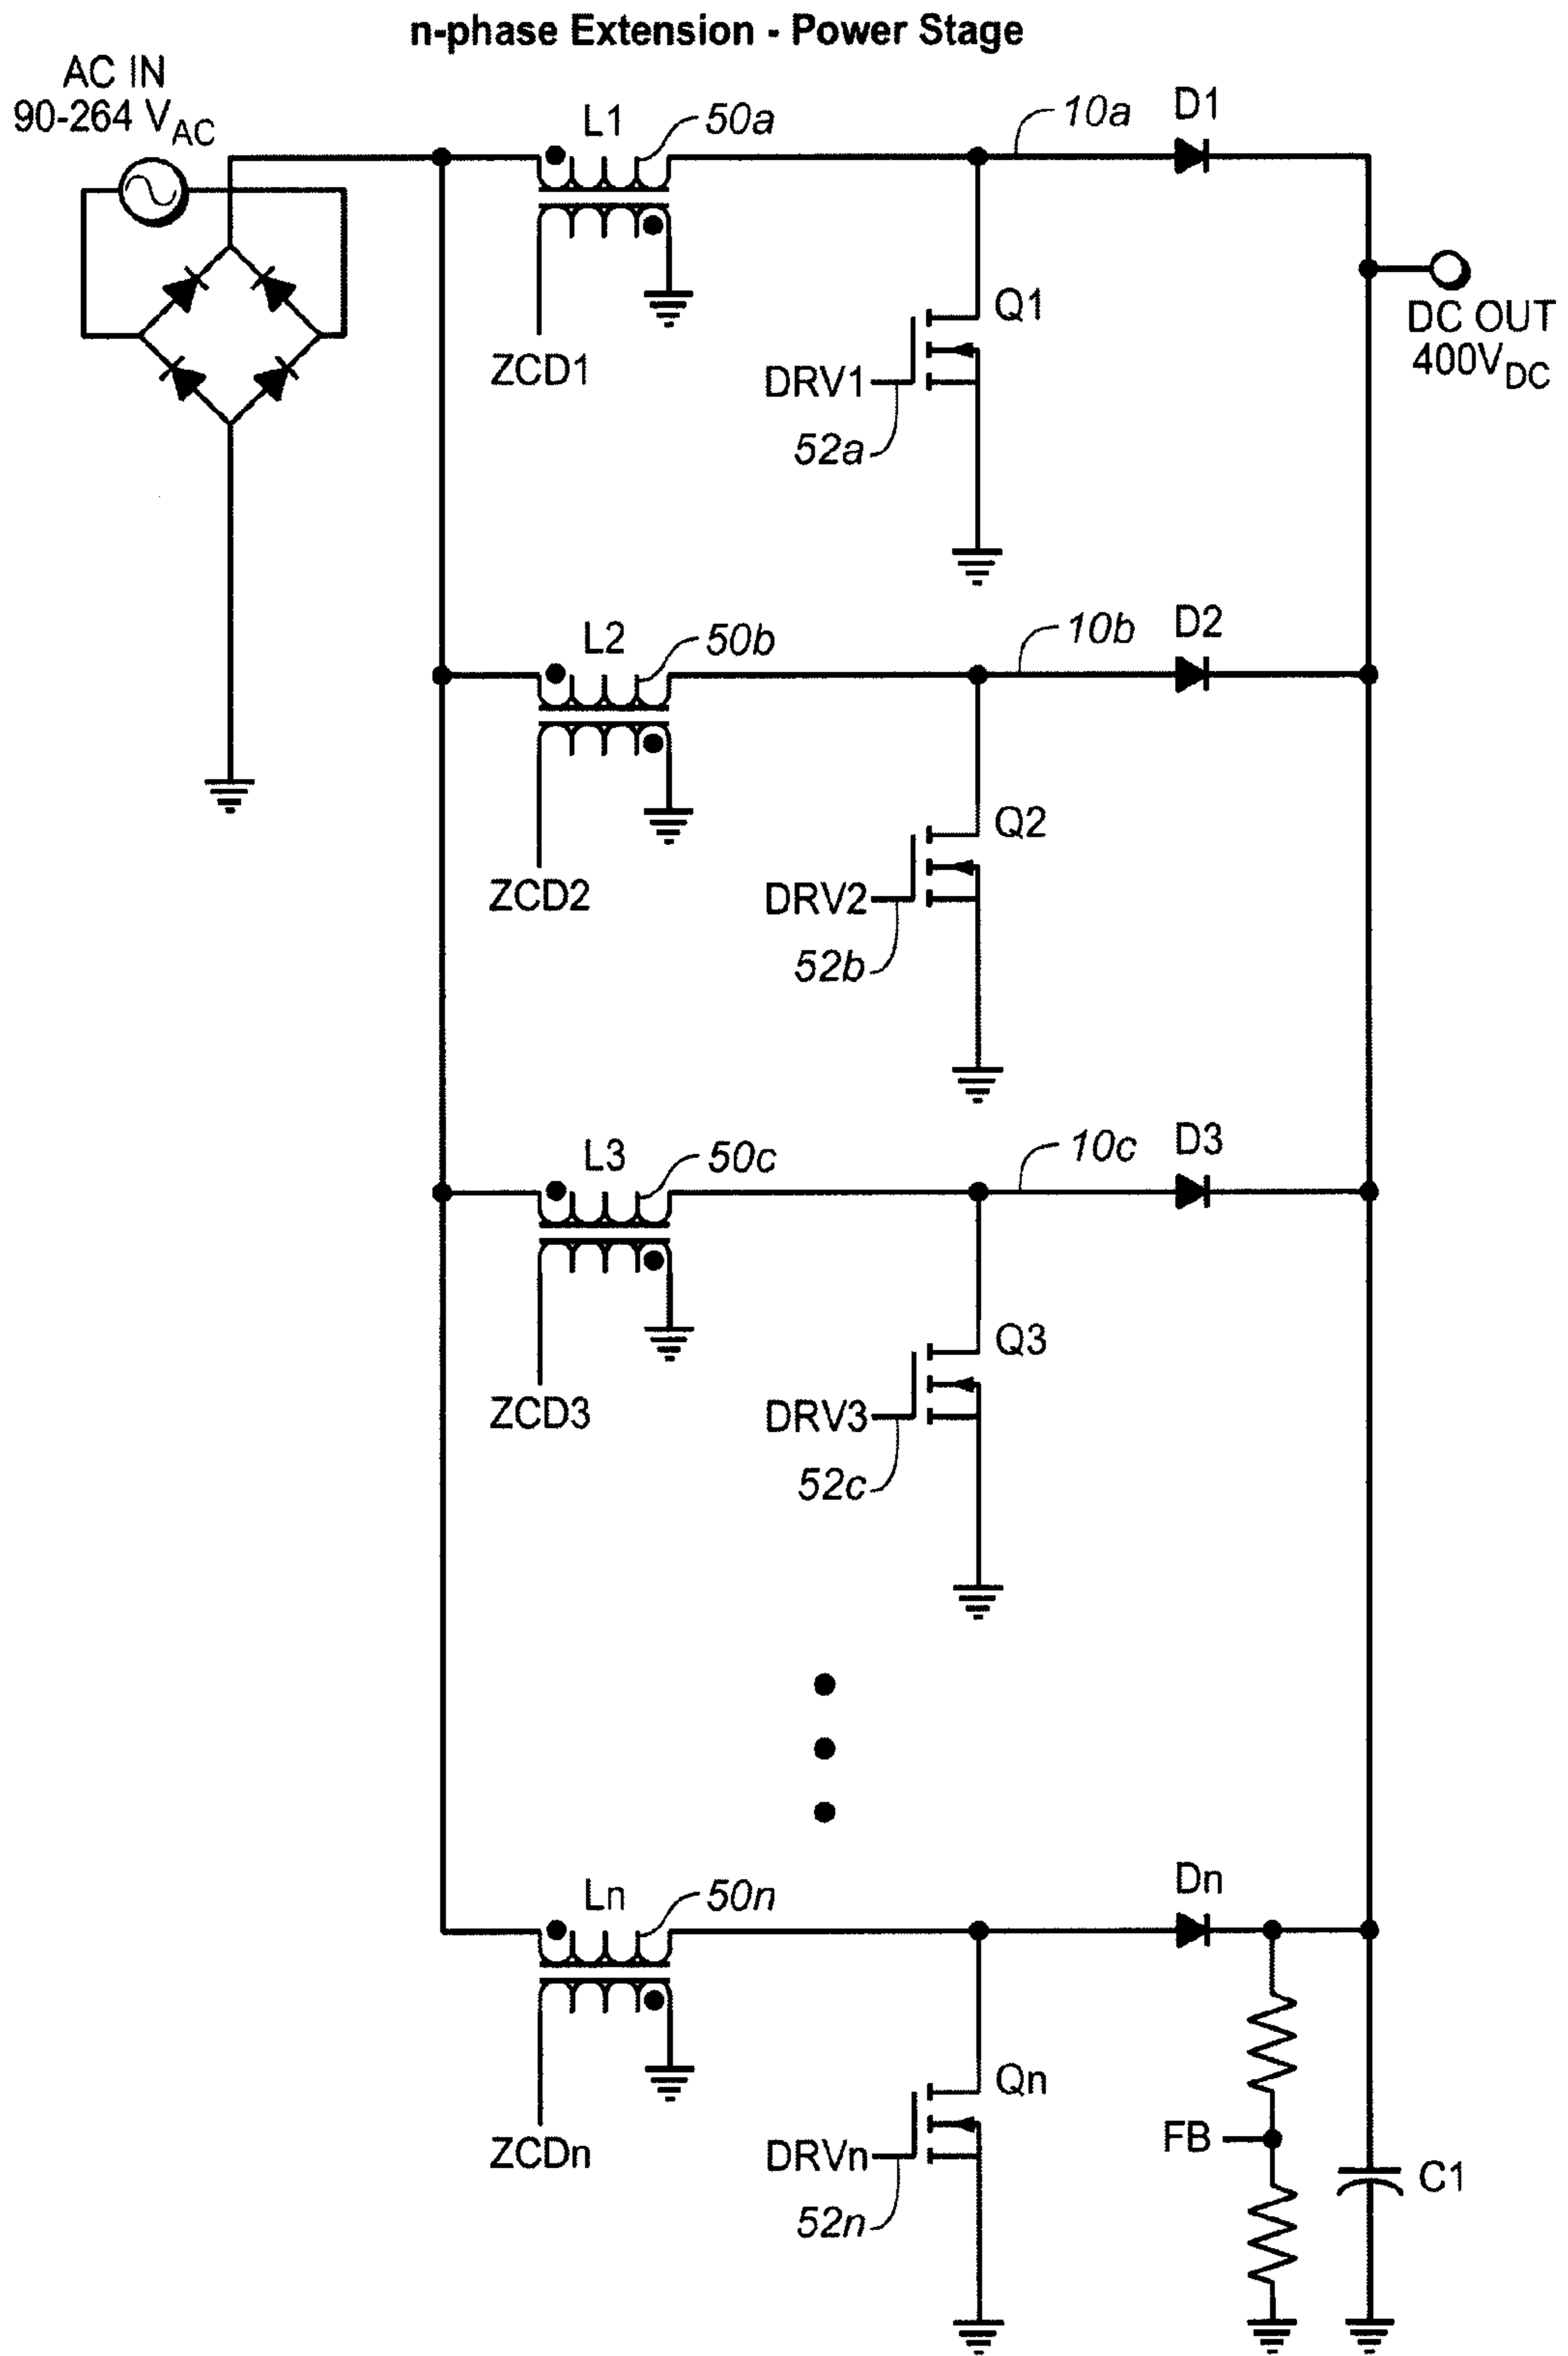 n-phase Extension - Power Stage
AC IN
90-264 VAC
L1
50a
10a
D1
DC OUT
400VDC
ZCD1
Q1
DRV1
52a
L2
50b
10b
D2
ZCD2
Q2
DRV2
52b
L3
50c
10c
D3
ZCD3
Q3
DRV3
52c
Ln
50n
Dn
ZCDn
Qn
DRVn
52n
FB
C1